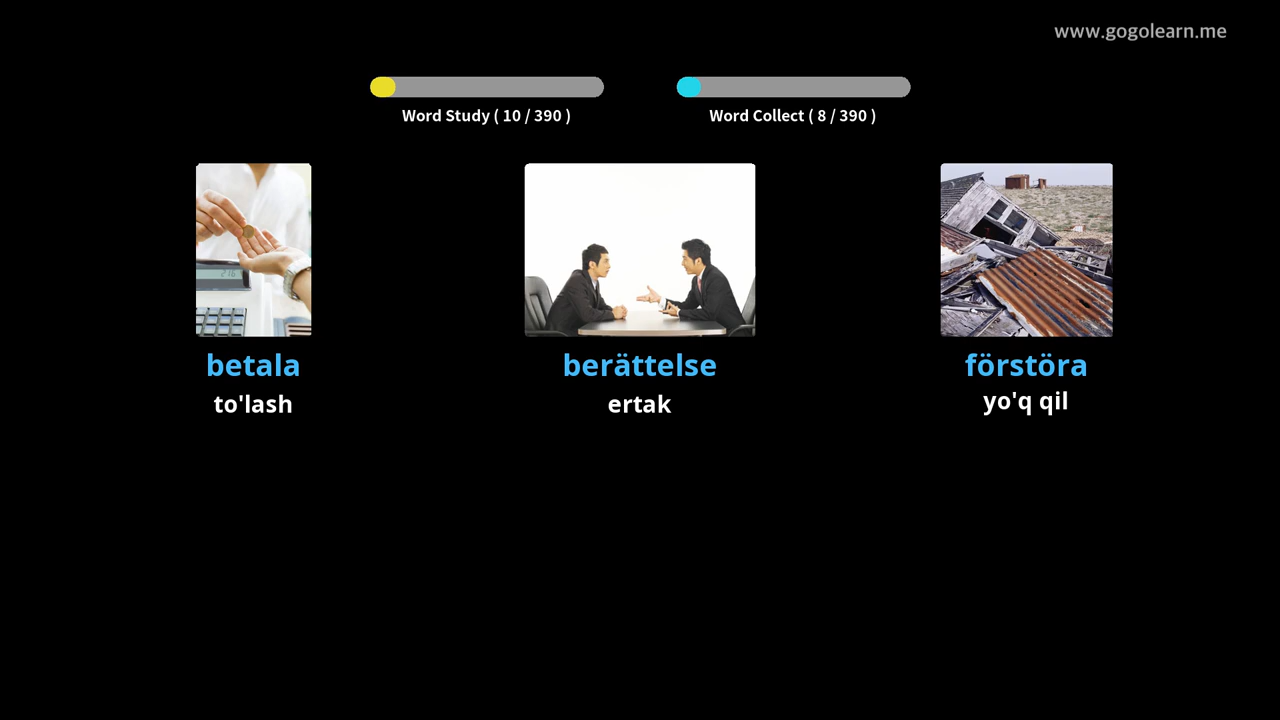 www.gogolearn.me
Word Study ( 10 / 390 )
Word Collect ( 8 / 390 )
betala
to'lash
berättelse
ertak
förstöra
yo'q qil